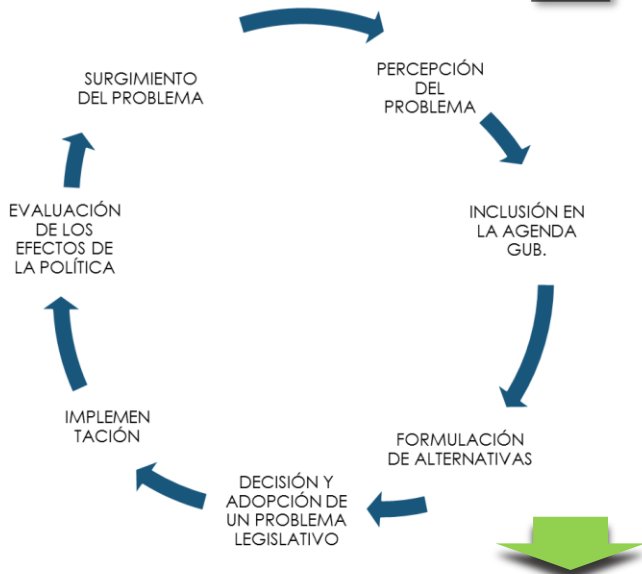 SURGIMIENTO
DEL PROBLEMA
PERCEPCIÓN
DEL
PROBLEMA
INCLUSIÓN EN
LA AGENDA
GUB.
FORMULACIÓN
DE ALTERNATIVAS
DECISIÓN Y
ADOPCIÓN DE
UN PROBLEMA
LEGISLATIVO
IMPLEMEN
TACIÓN
EVALUACIÓN
DE LOS
EFECTOS DE
LA POLÍTICA